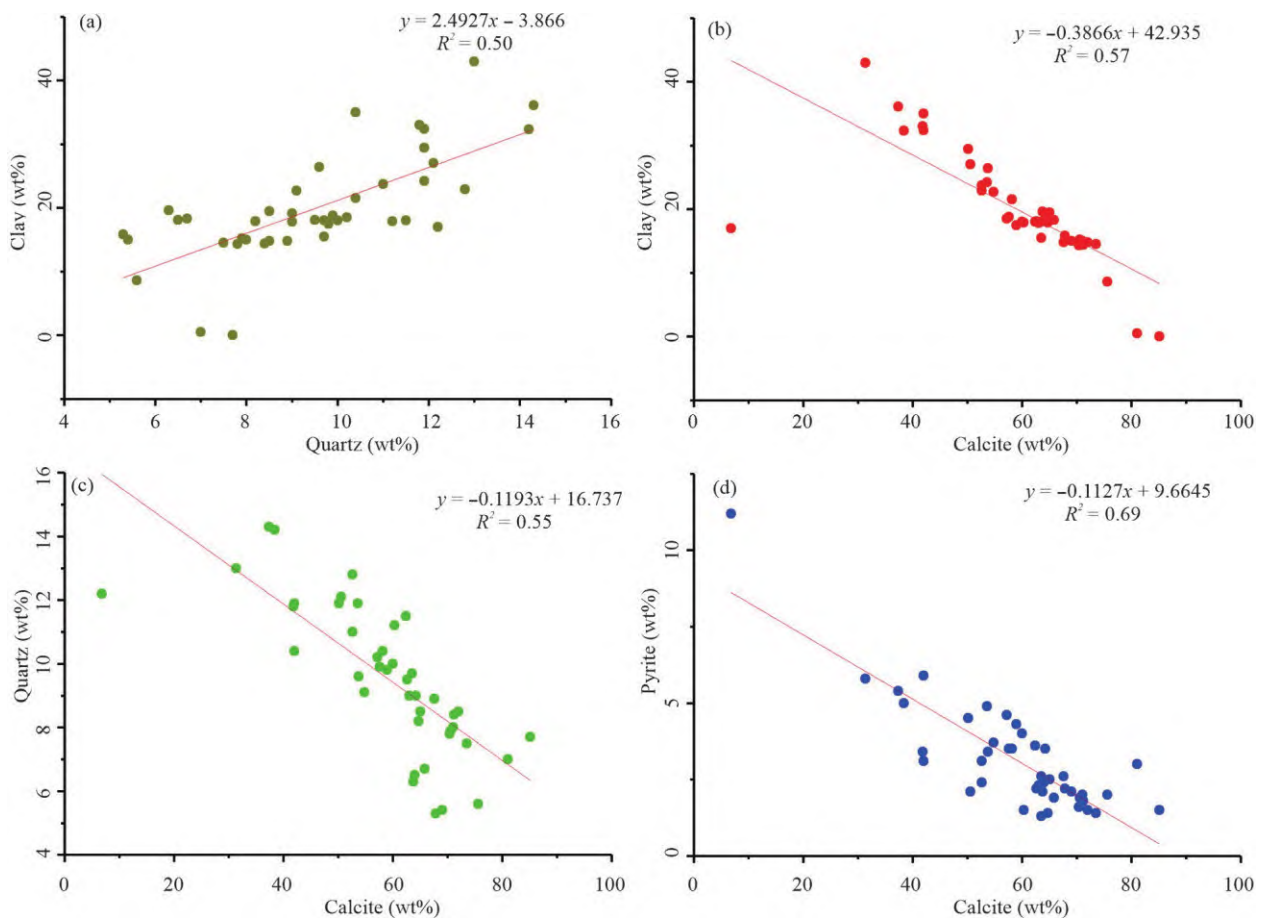 (a)
y = 2.4927x – 3.866
R² = 0.50
40
20
0
Clay (wt%)
4
6
8
10
12
14
16
Quartz (wt%)
(b)
y = –0.3866x + 42.935
R² = 0.57
40
20
0
Clay (wt%)
0
20
40
60
80
100
Calcite (wt%)
(c)
y = –0.1193x + 16.737
R² = 0.55
16
14
12
10
8
6
4
Quartz (wt%)
0
20
40
60
80
100
Calcite (wt%)
(d)
y = –0.1127x + 9.6645
R² = 0.69
10
5
0
Pyrite (wt%)
0
20
40
60
80
100
Calcite (wt%)